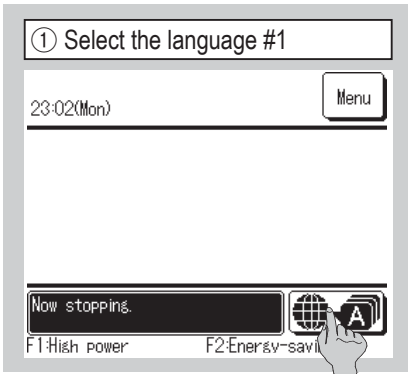 ① Select the language #1
Menu
23:02(Mon)
Now stopping.
A
F1:High power F2:Energy-savi